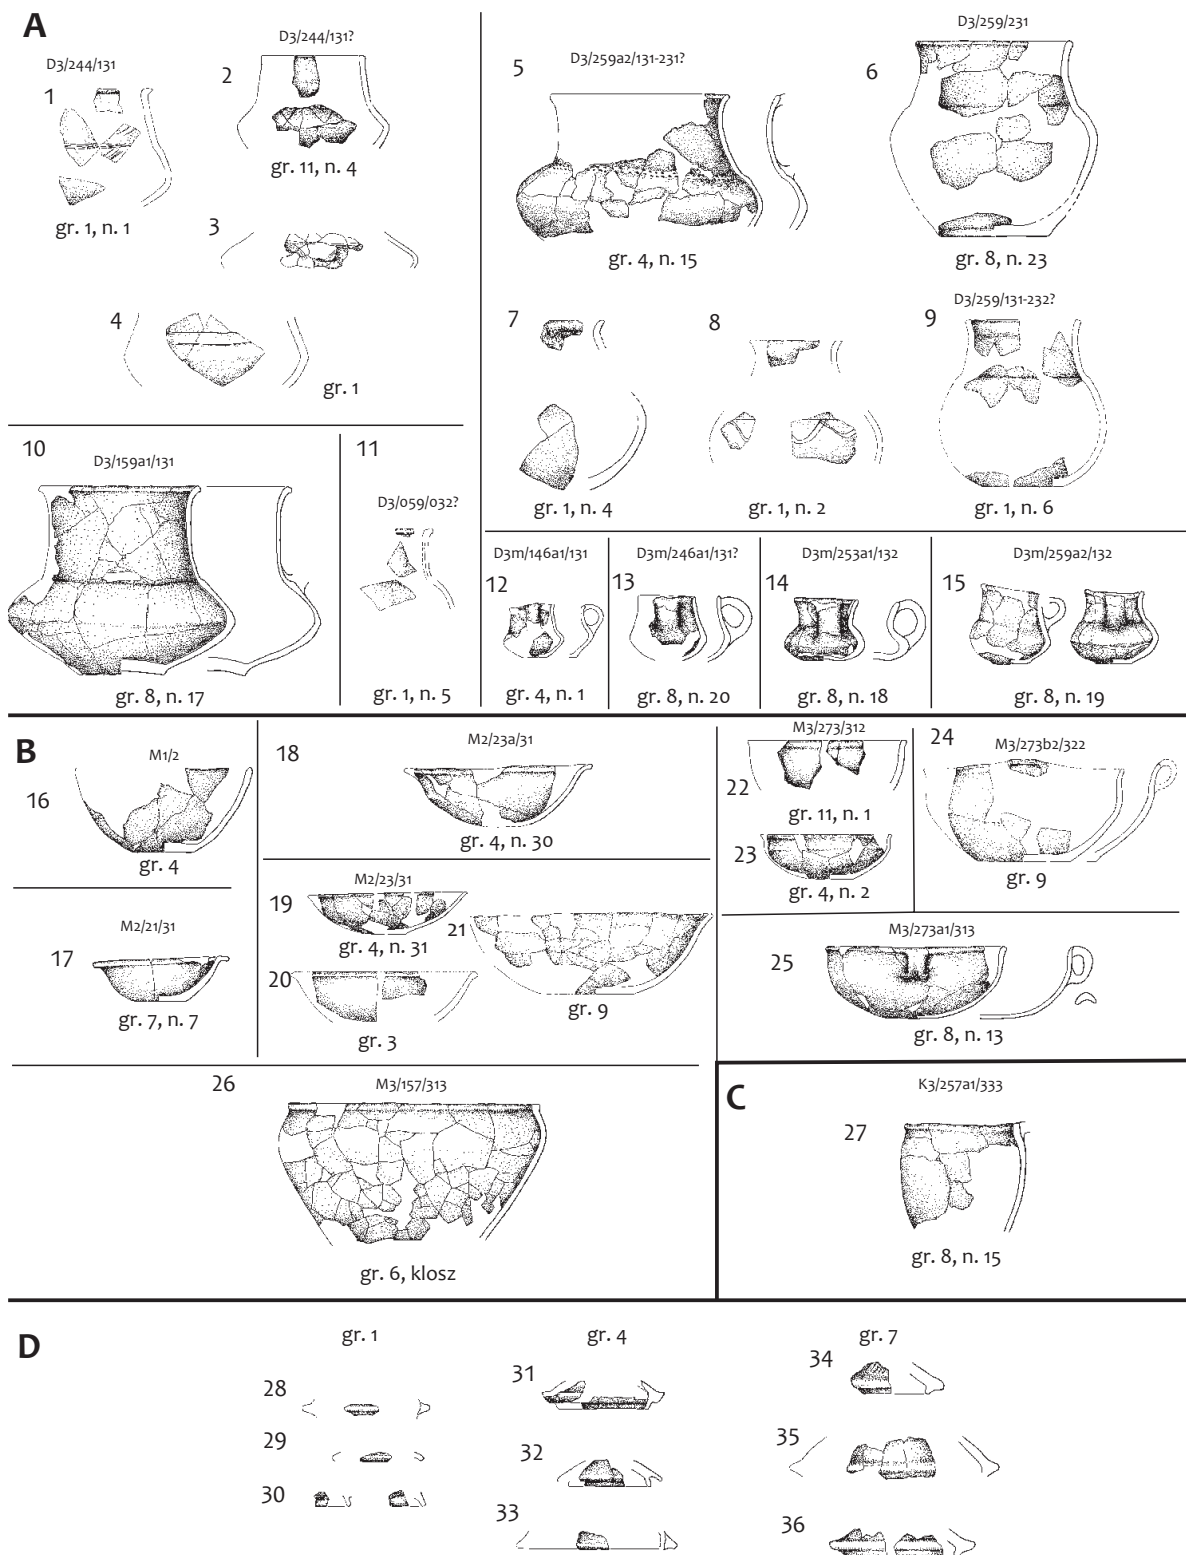 A
D3/244/131
1
gr. 1, n. 1
D3/244/131?
2
gr. 11, n. 4
3
4
gr. 1
5
D3/259a2/131-231?
gr. 4, n. 15
6
D3/259/231
gr. 8, n. 23
7
gr. 1, n. 4
8
gr. 1, n. 2
D3/259/131-232?
9
gr. 1, n. 6
10
D3/159a1/131
gr. 8, n. 17
11
D3/059/032?
gr. 1, n. 5
D3m/146a1/131
12
gr. 4, n. 1
D3m/246a1/131?
13
gr. 8, n. 20
D3m/253a1/132
14
gr. 8, n. 18
D3m/259a2/132
15
gr. 8, n. 19
B
M1/2
16
gr. 4
M2/21/31
17
gr. 7, n. 7
18
M2/23a/31
gr. 4, n. 30
M2/23/31
19
gr. 4, n. 31
20
gr. 3
21
gr. 9
M3/273/312
22
gr. 11, n. 1
23
gr. 4, n. 2
24
M3/273b2/322
gr. 9
M3/273a1/313
25
gr. 8, n. 13
26
M3/157/313
gr. 6, klosz
C
K3/257a1/333
27
gr. 8, n. 15
D
gr. 1
28
29
30
gr. 4
31
32
33
gr. 7
34
35
36